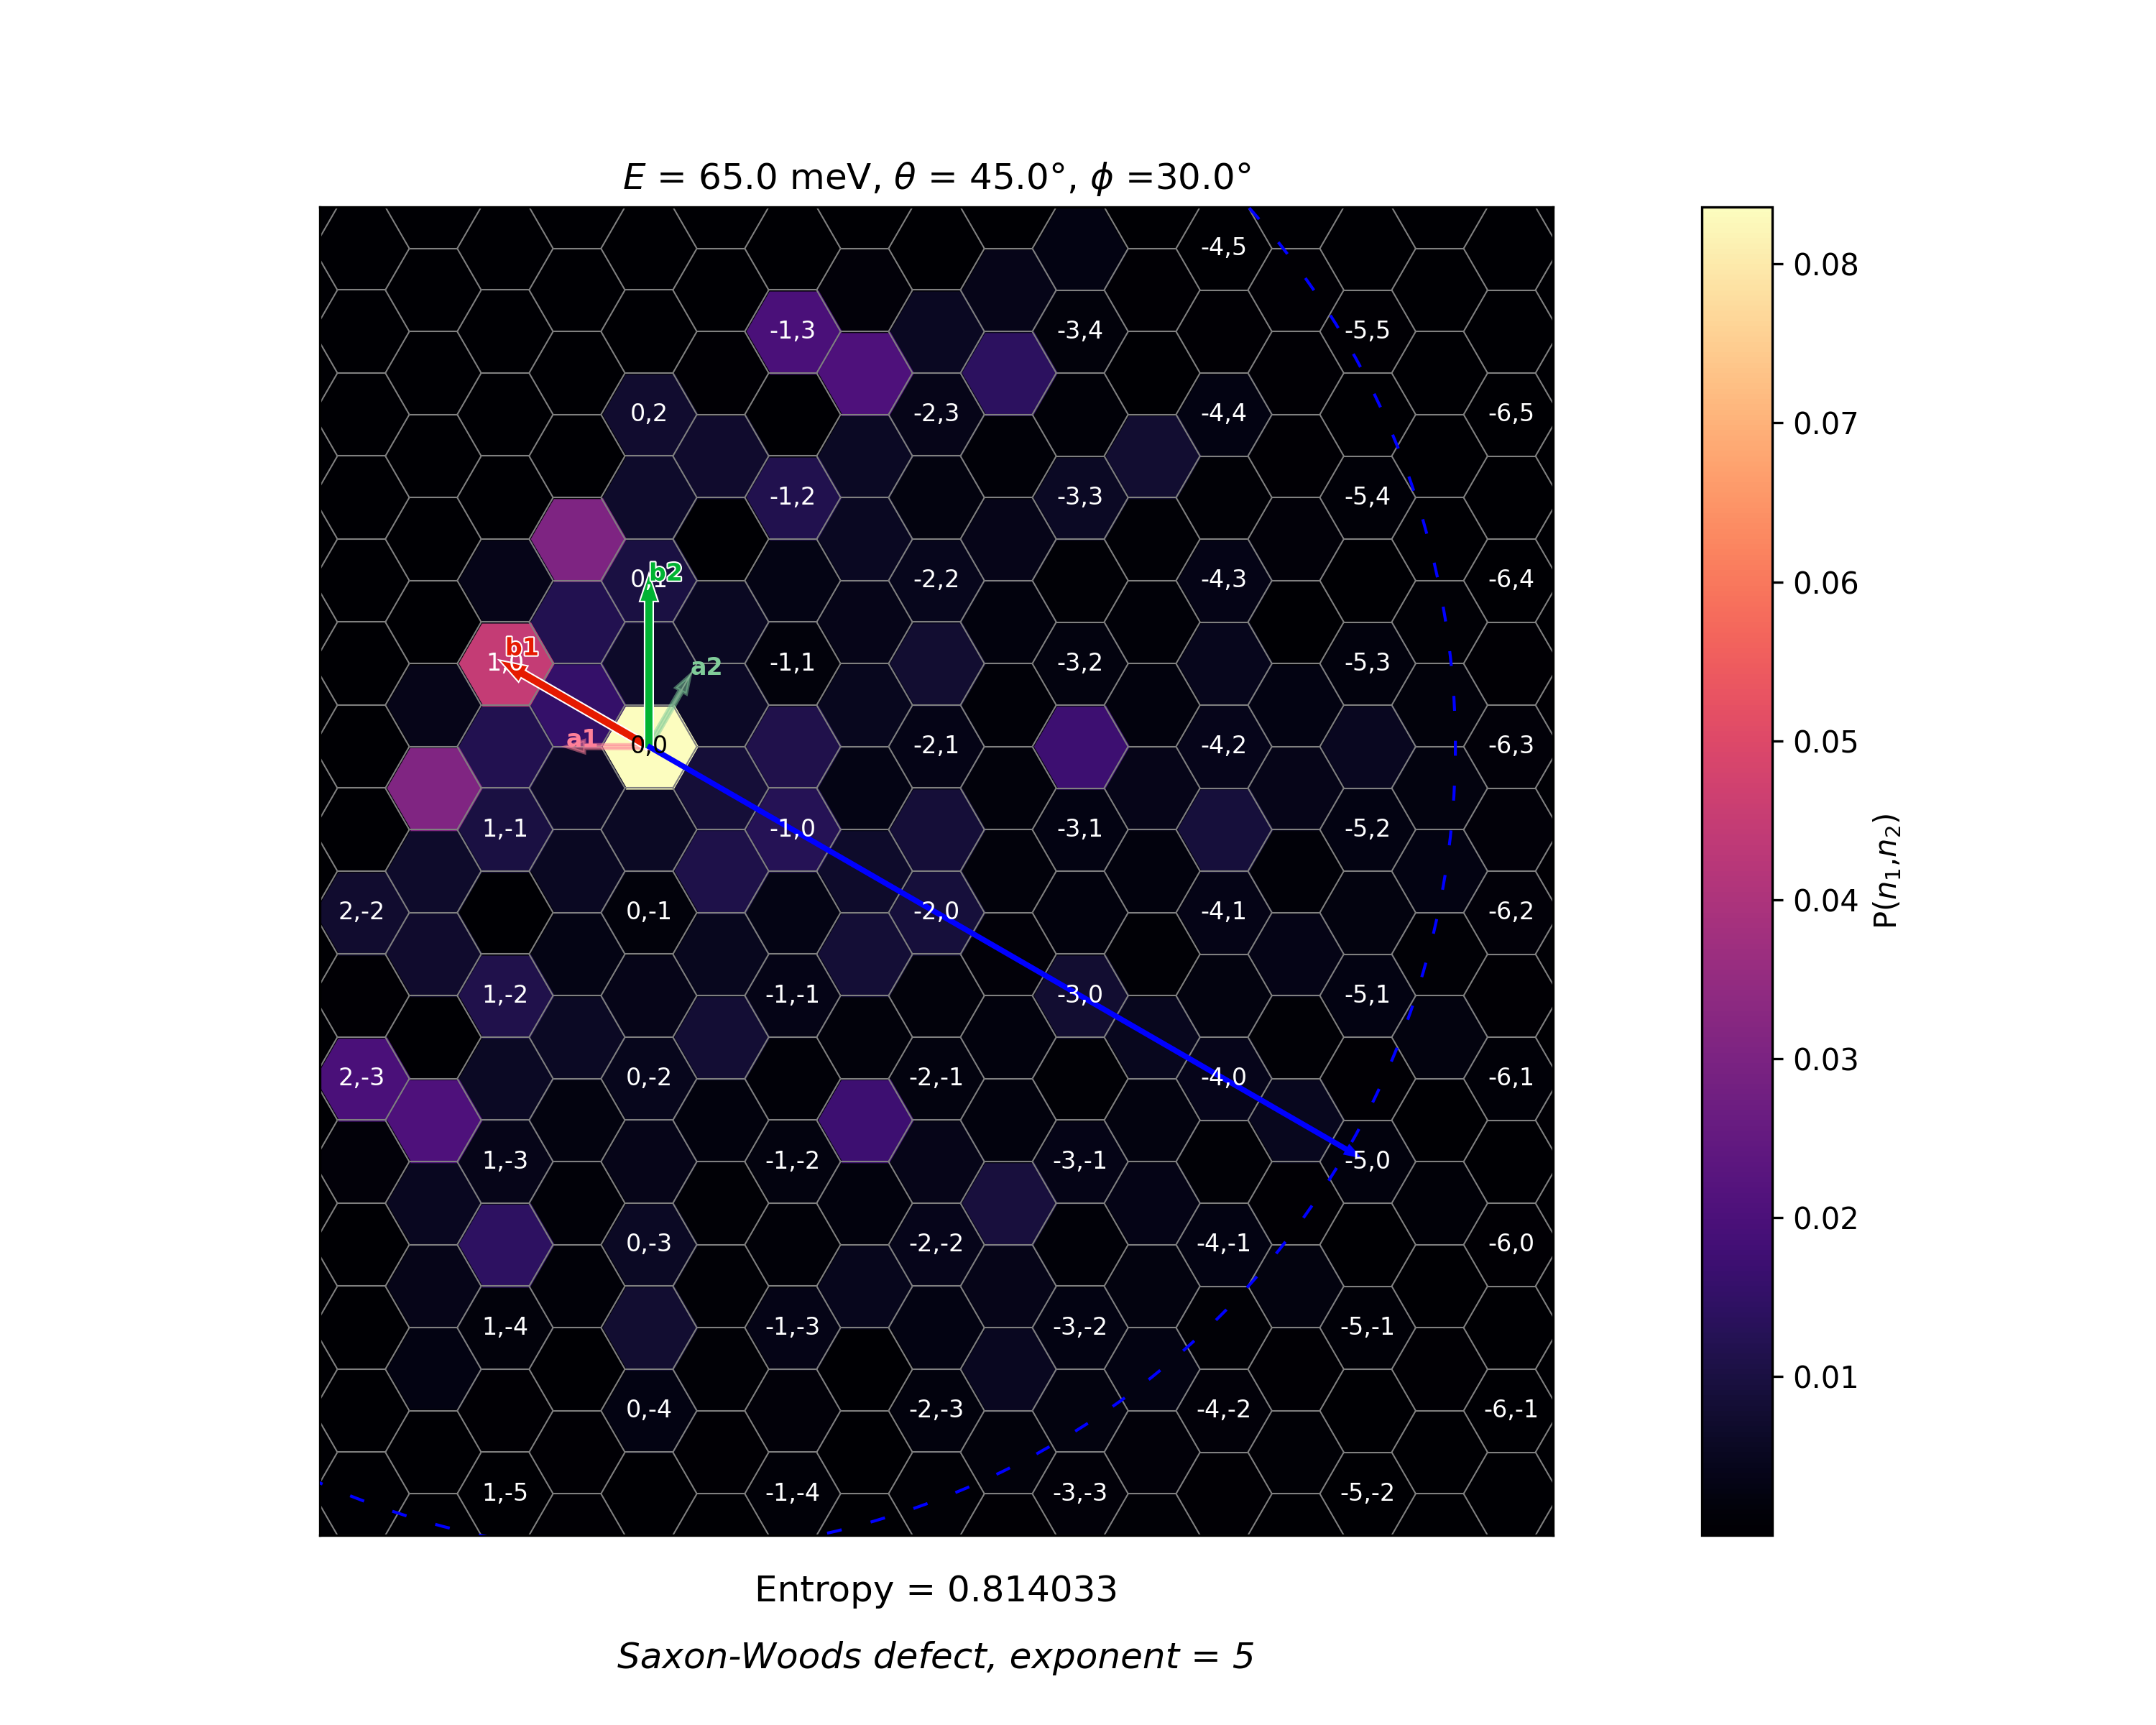 E = 65.0 meV, θ = 45.0°, ϕ =30.0°
-4,5
-1,3 -3,4 -5,5
0,2 -2,3 -4,4 -6,5
-1,2 -3,3 -5,4
0,1 b2 -2,2 -4,3 -6,4
b1
1,0 a2 -1,1 -3,2 -5,3
a1 0,0 -2,1 -4,2 -6,3
1,-1 -1,0 -3,1 -5,2
2,-2 0,-1 -2,0 -4,1 -6,2
1,-2 -1,-1 -3,0 -5,1
2,-3 0,-2 -2,-1 -4,0 -6,1
1,-3 -1,-2 -3,-1 -5,0
0,-3 -2,-2 -4,-1 -6,0
1,-4 -1,-3 -3,-2 -5,-1
0,-4 -2,-3 -4,-2 -6,-1
1,-5 -1,-4 -3,-3 -5,-2
0.08
0.07
0.06
0.05
0.04
0.03
0.02
0.01
P(n₁,n₂)
Entropy = 0.814033
Saxon-Woods defect, exponent = 5